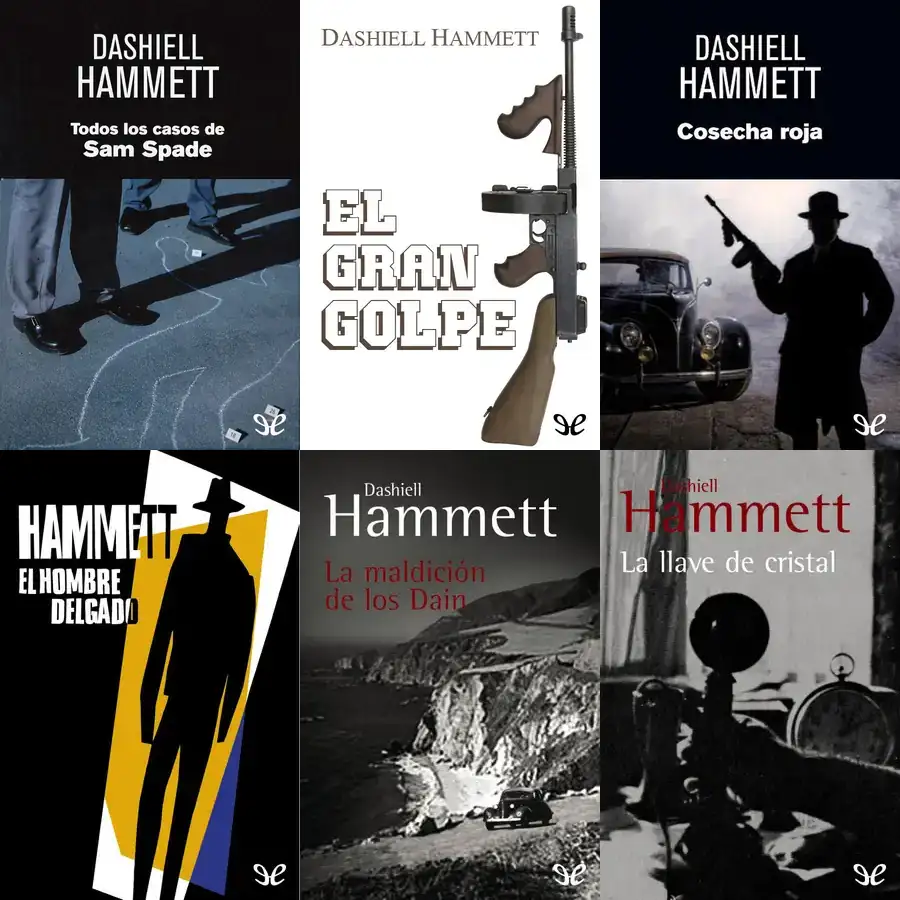 DASHIELL
HAMMETT
Todos los casos de
Sam Spade
DASHIELL HAMMETT
EL
GRAN
GOLPE
DASHIELL
HAMMETT
Cosecha roja
HAMMETT
EL HOMBRE
DELGADO
Dashiell
Hammett
La maldición
de los Dain
Dashiell
Hammett
La llave de cristal